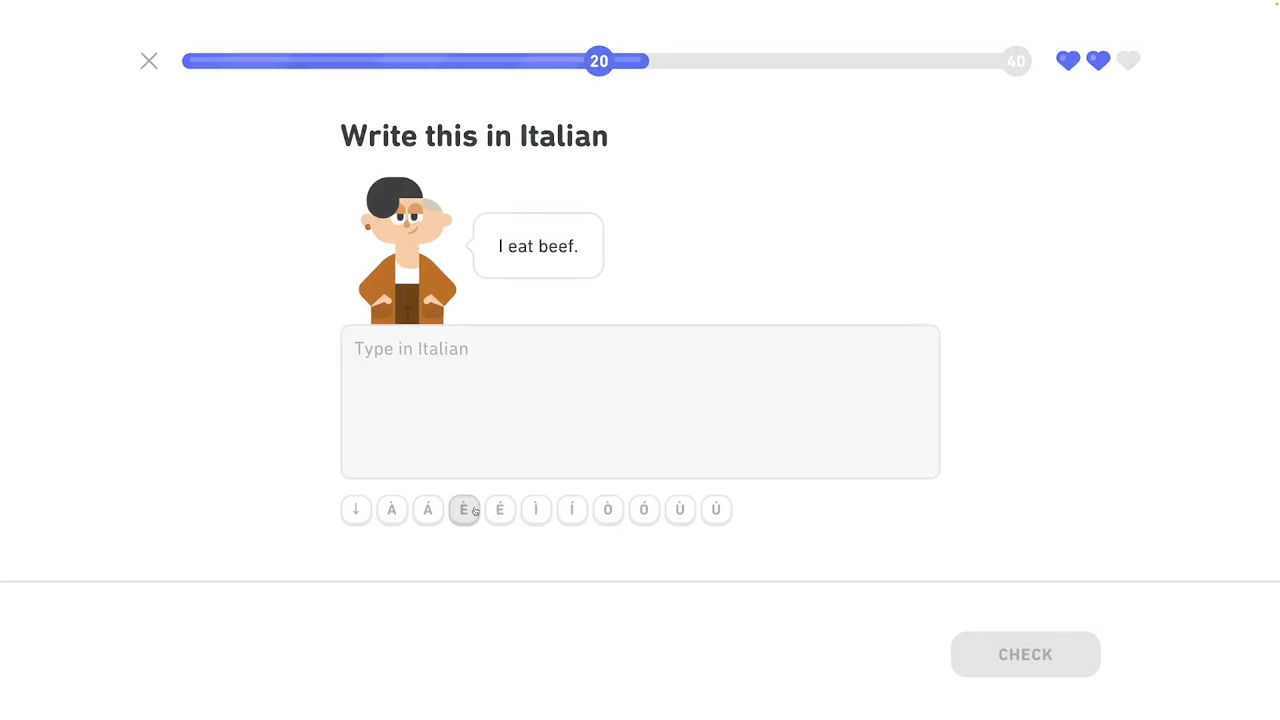 20
40
Write this in Italian
I eat beef.
Type in Italian
↓ À Á È É Ì Í Ò Ó Ù Ú
CHECK